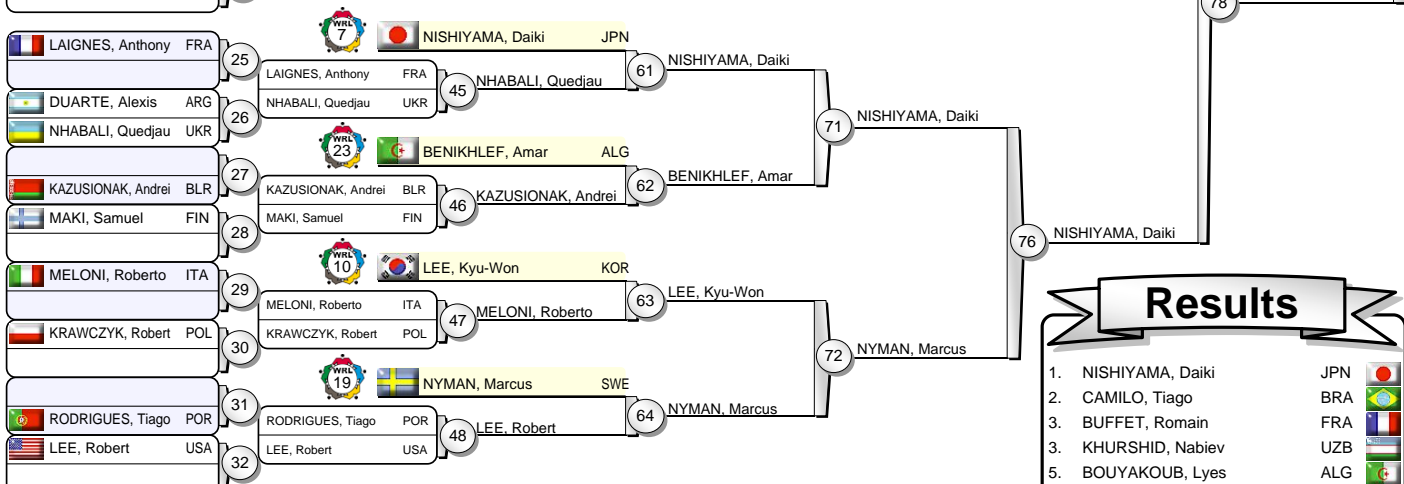 78
WRL
7
NISHIYAMA, Daiki JPN
LAIGNES, Anthony FRA
25
LAIGNES, Anthony FRA
NHABALI, Quedjau UKR
45
NHABALI, Quedjau
61
NISHIYAMA, Daiki
DUARTE, Alexis ARG
NHABALI, Quedjau UKR
26
71
NISHIYAMA, Daiki
WRL
23
BENIKHLEF, Amar ALG
KAZUSIONAK, Andrei BLR
27
KAZUSIONAK, Andrei BLR
MAKI, Samuel FIN
46
KAZUSIONAK, Andrei
62
BENIKHLEF, Amar
MAKI, Samuel FIN
28
76
NISHIYAMA, Daiki
WRL
10
LEE, Kyu-Won KOR
MELONI, Roberto ITA
29
MELONI, Roberto ITA
KRAWCZYK, Robert POL
47
MELONI, Roberto
63
LEE, Kyu-Won
KRAWCZYK, Robert POL
30
72
NYMAN, Marcus
WRL
19
NYMAN, Marcus SWE
RODRIGUES, Tiago POR
31
RODRIGUES, Tiago POR
LEE, Robert USA
48
LEE, Robert
64
NYMAN, Marcus
LEE, Robert USA
32
Results
1. NISHIYAMA, Daiki JPN
2. CAMILO, Tiago BRA
3. BUFFET, Romain FRA
3. KHURSHID, Nabiev UZB
5. BOUYAKOUB, Lyes ALG